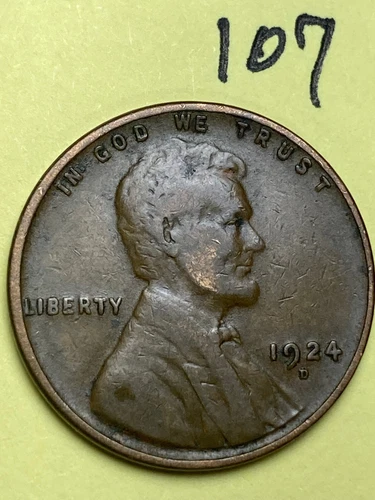 107
IN GOD WE TRUST
LIBERTY
1924
D